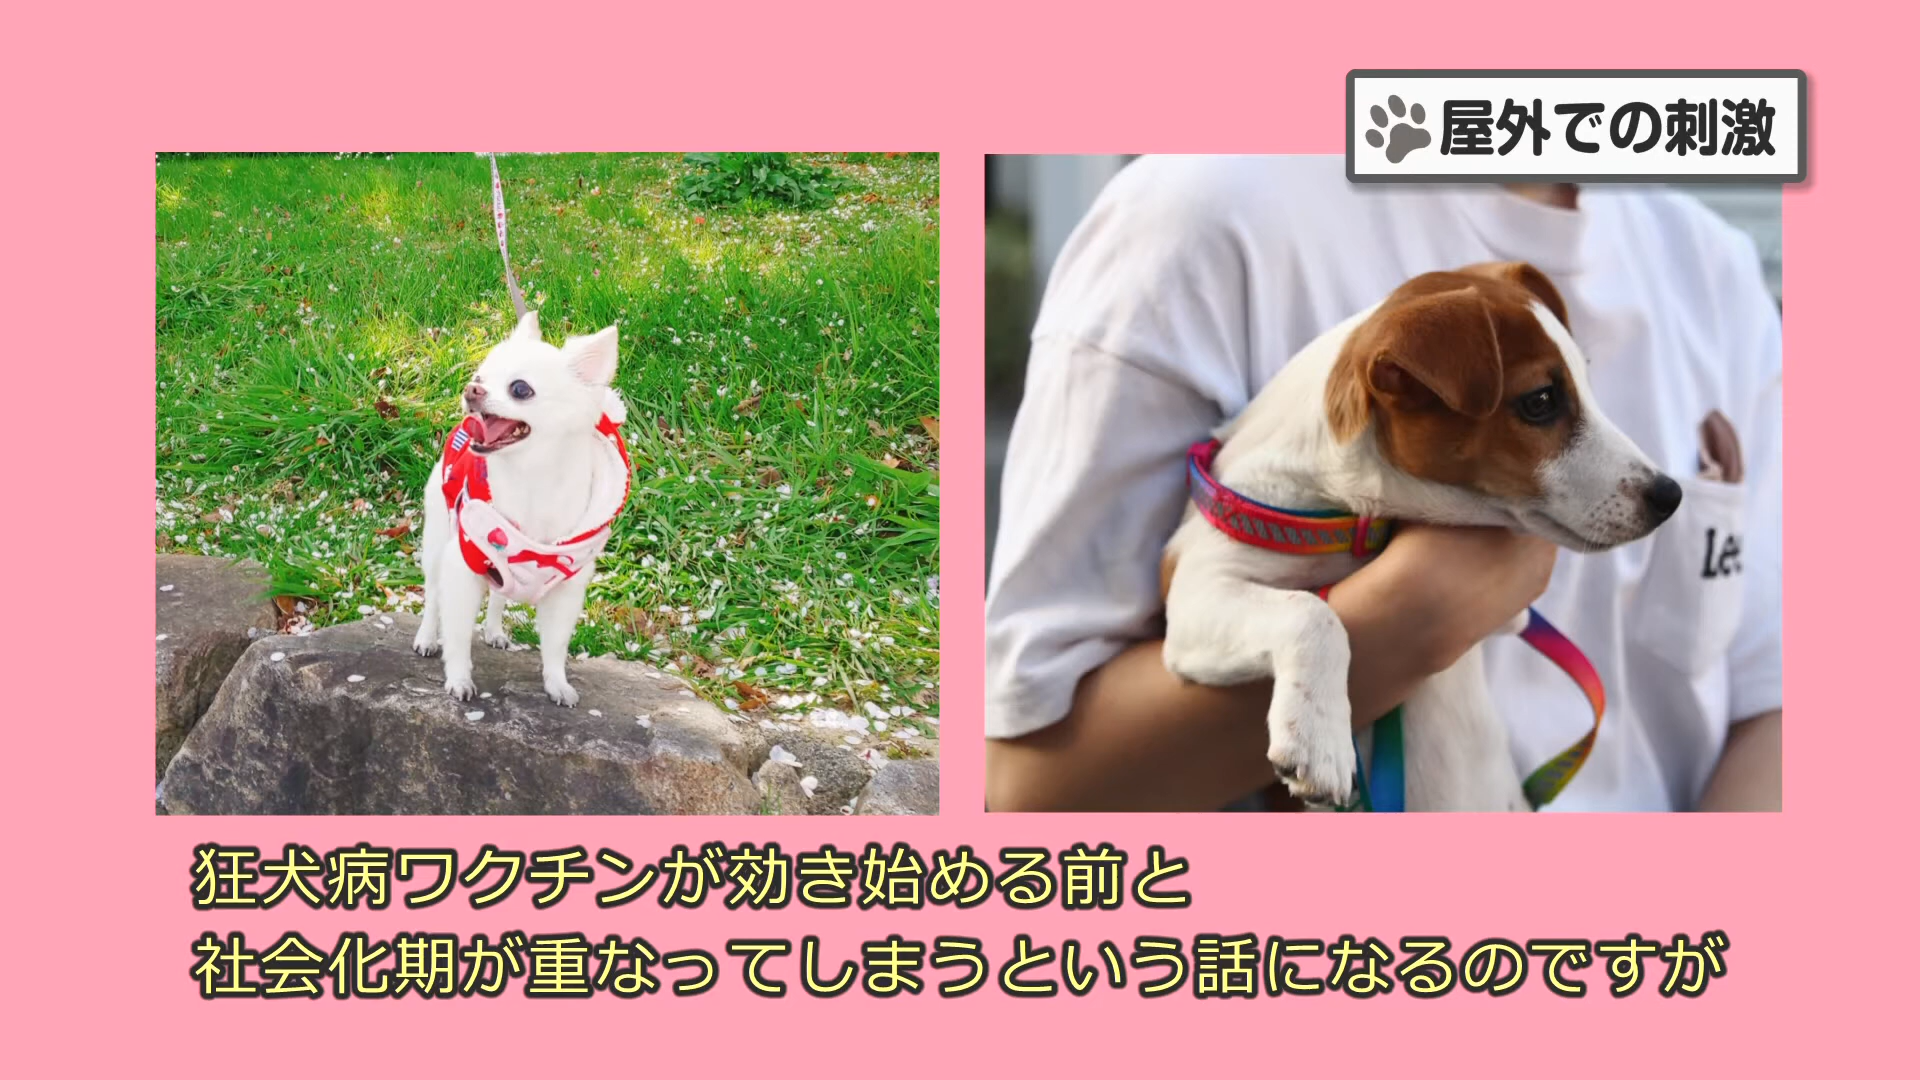 屋外での刺激
Le
狂犬病ワクチンが効き始める前と
社会化期が重なってしまうという話になるのですが